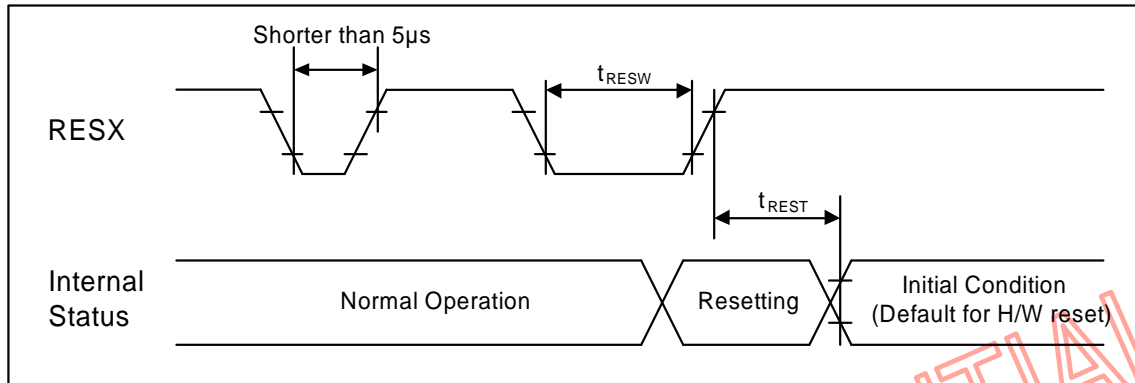 Shorter than 5µs
tRESW
RESX
tREST
Internal
Status
Normal Operation
Resetting
Initial Condition
(Default for H/W reset)